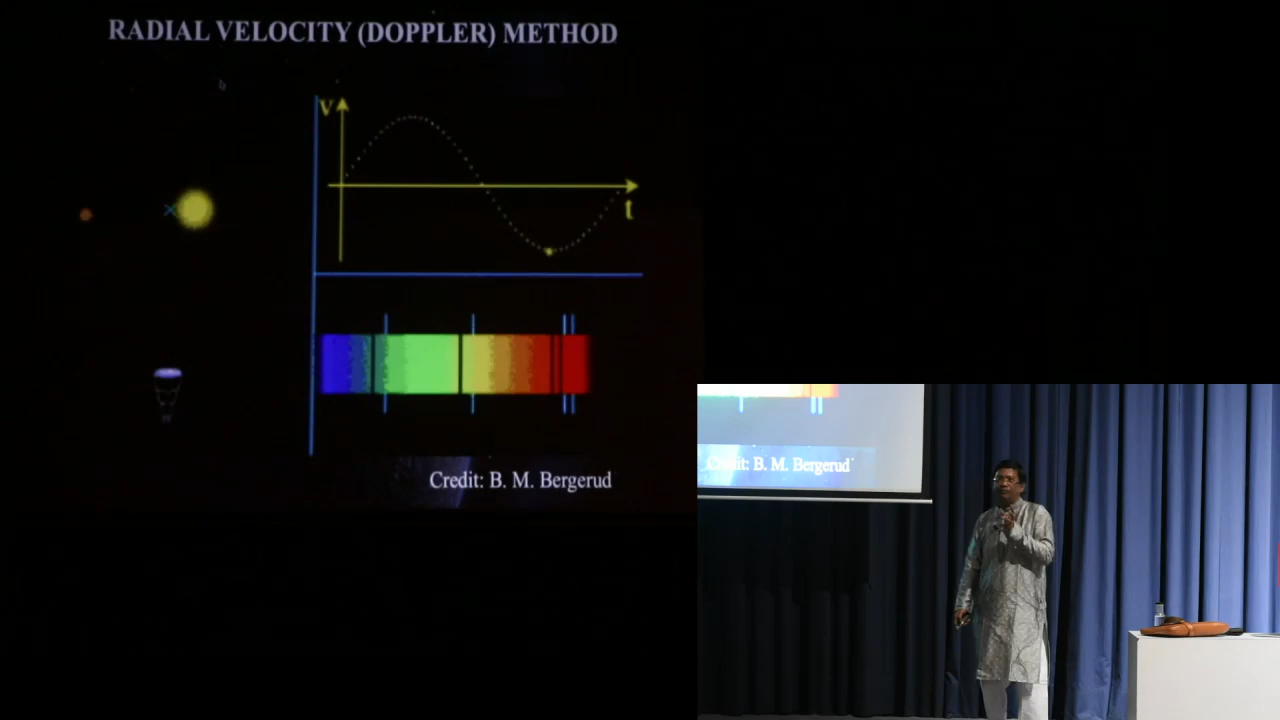 RADIAL VELOCITY (DOPPLER) METHOD
V
t
Credit: B. M. Bergerud
Credit: B. M. Bergerud